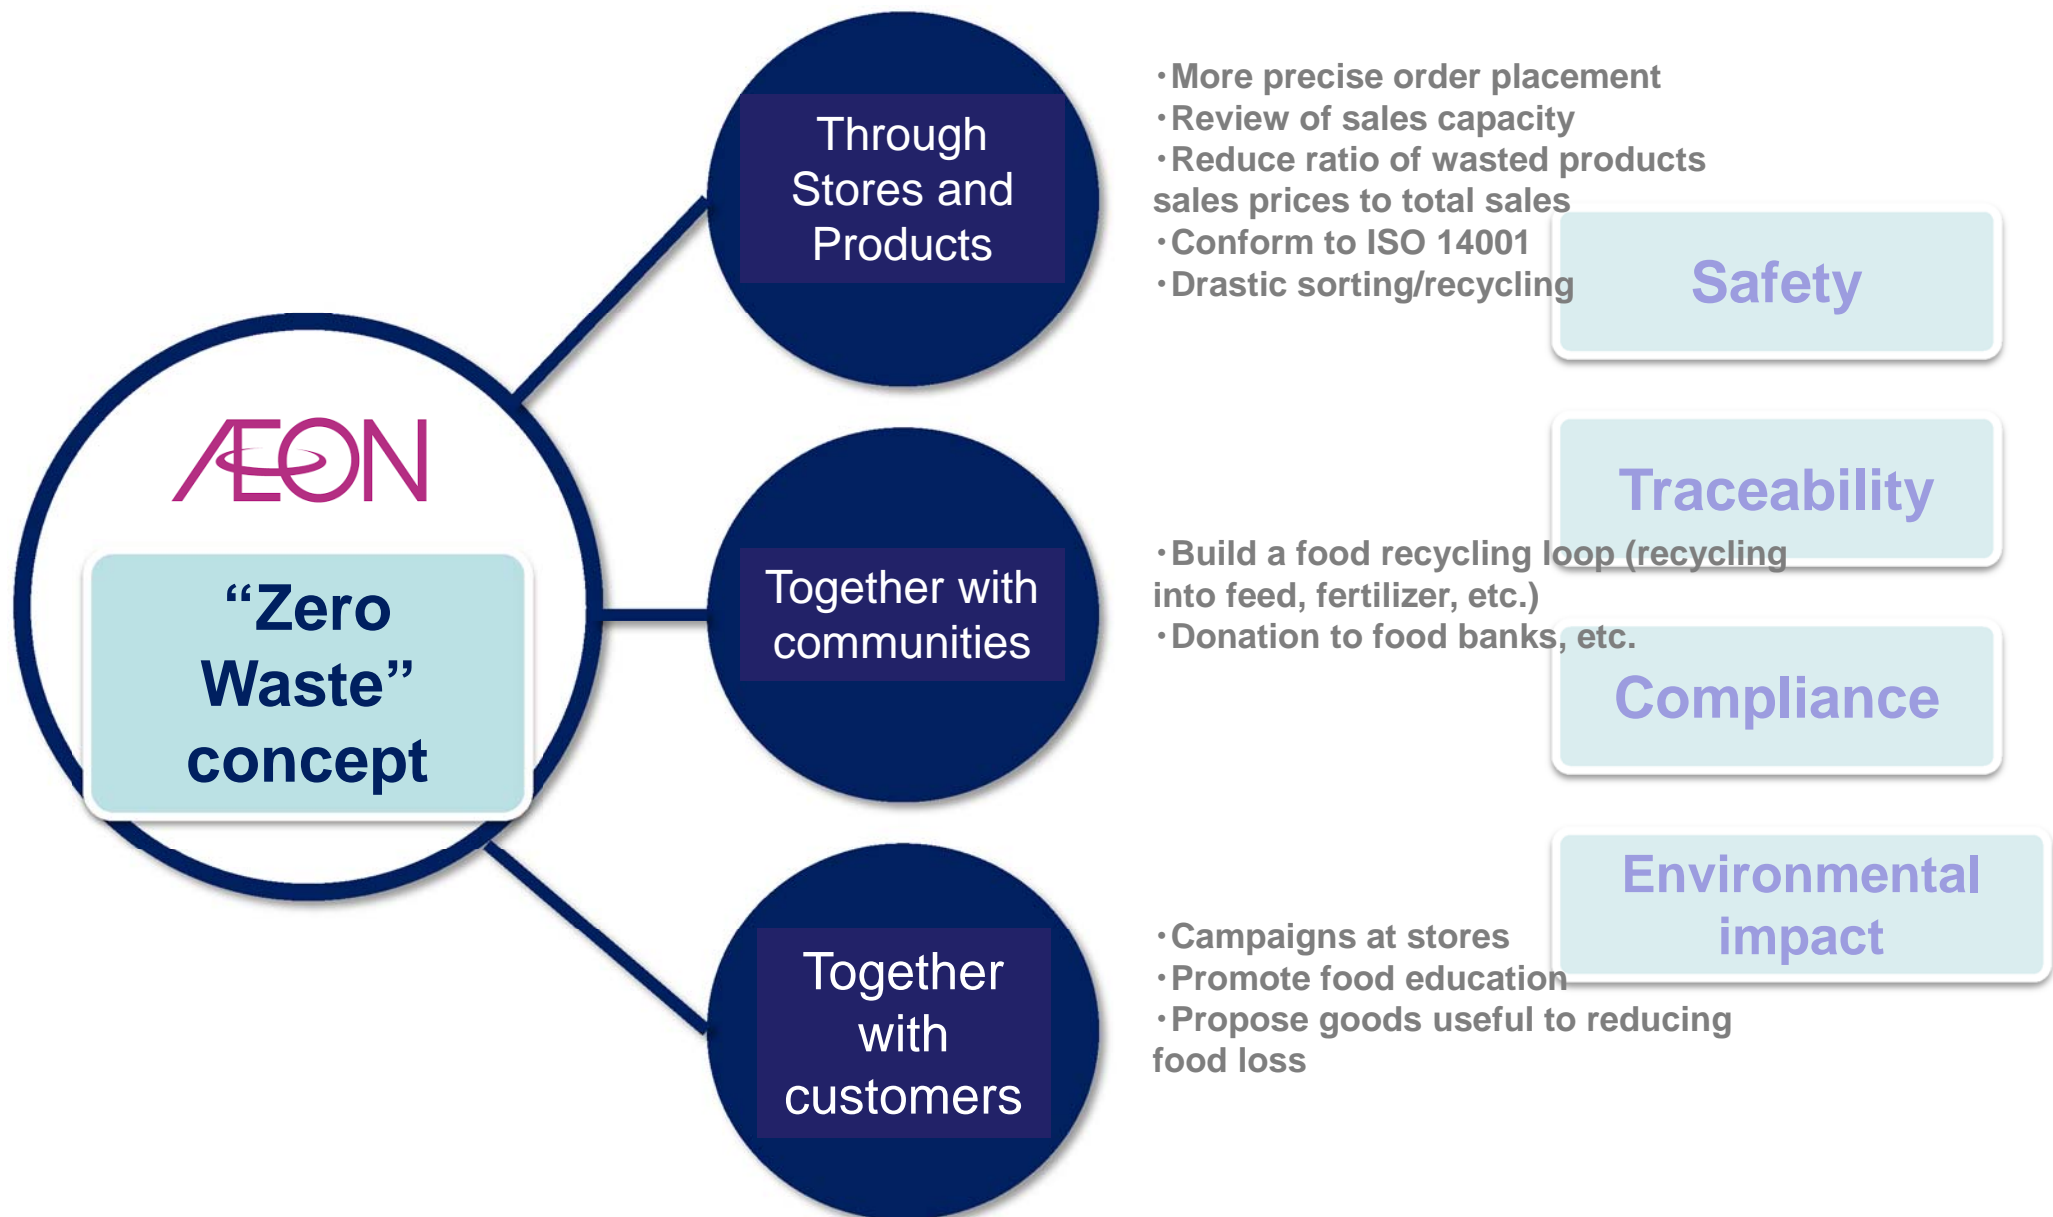 ÆON
“Zero
Waste”
concept
Through
Stores and
Products
・More precise order placement
・Review of sales capacity
・Reduce ratio of wasted products
sales prices to total sales
・Conform to ISO 14001
・Drastic sorting/recycling
Together with
communities
・Build a food recycling loop (recycling
into feed, fertilizer, etc.)
・Donation to food banks, etc.
Together
with
customers
・Campaigns at stores
・Promote food education
・Propose goods useful to reducing
food loss
Safety
Traceability
Compliance
Environmental
impact